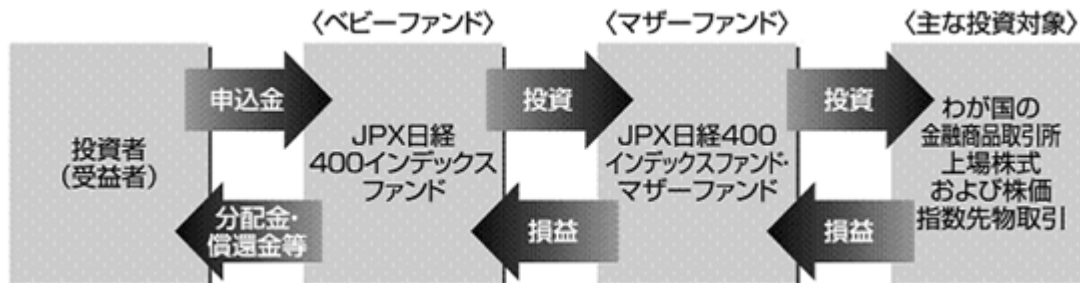 〈ベビーファンド〉
〈マザーファンド〉
〈主な投資対象〉
投資者
(受益者)
申込金
分配金・
償還金等
JPX日経
400インデックス
ファンド
投資
損益
JPX日経400
インデックスファンド・
マザーファンド
投資
損益
わが国の
金融商品取引所
上場株式
および株価
指数先物取引